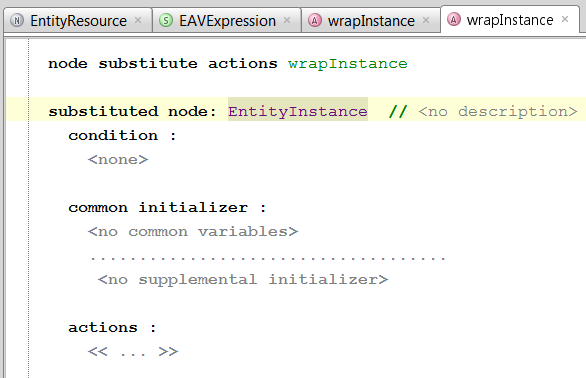 EntityResource × EAVExpression × wrapInstance × wrapInstance ×
node substitute actions wrapInstance
substituted node: EntityInstance // <no description>
condition :
<none>
common initializer :
<no common variables>
....................................
<no supplemental initializer>
actions :
<< ... >>